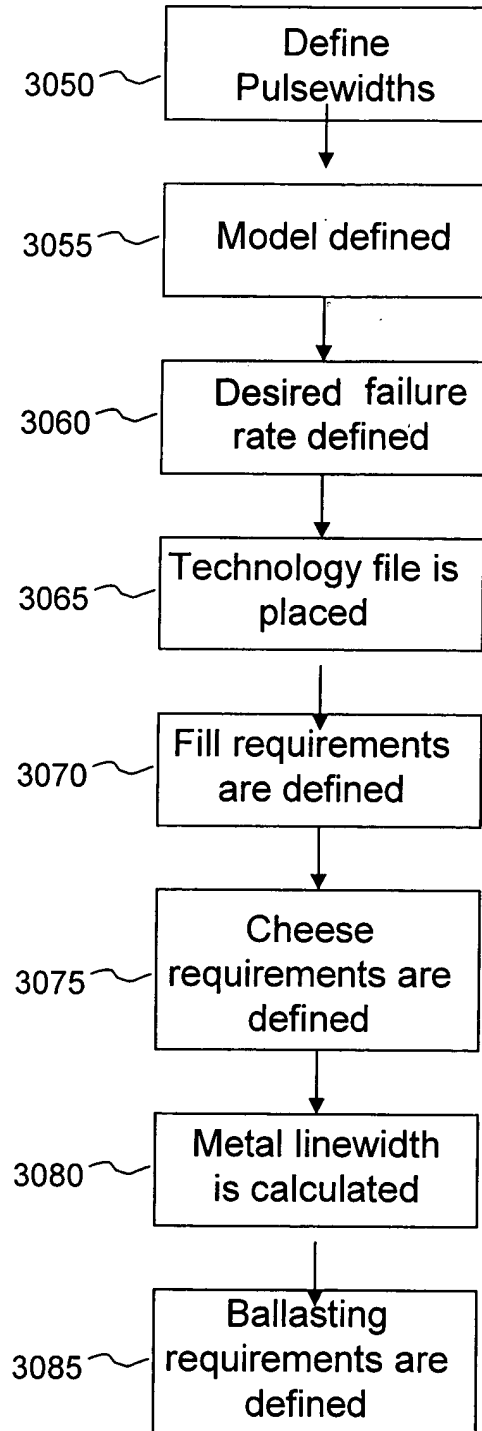 Define
3050
Pulsewidths
3055
Model defined
Desired failure
3060
rate defined
Technology file is
3065
placed
Fill requirements
3070
are defined
Cheese
3075
requirements are
defined
Metal linewidth
3080
is calculated
Ballasting
3085
requirements are
defined